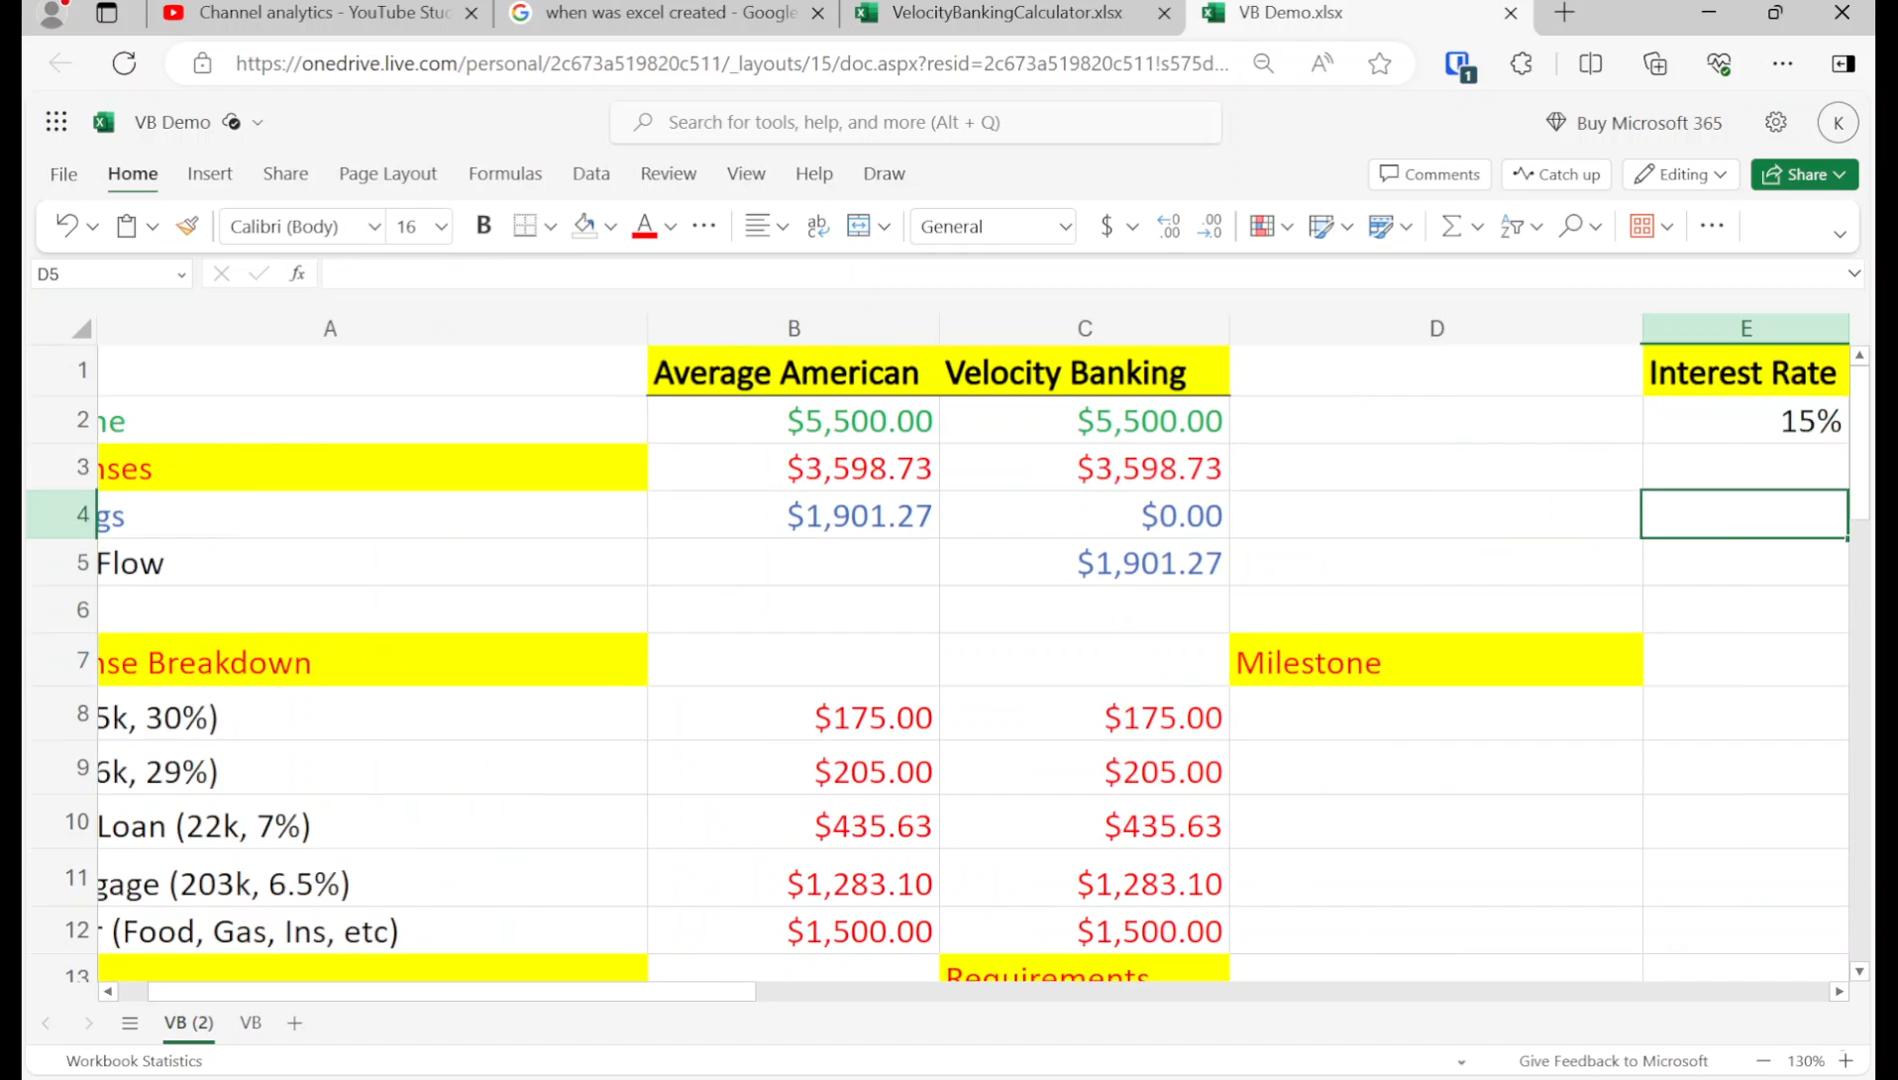 Channel analytics - YouTube Stuc
when was excel created - Google
VelocityBankingCalculator.xlsx
VB Demo.xlsx
https://onedrive.live.com/personal/2c673a519820c511/_layouts/15/doc.aspx?resid=2c673a519820c511!s575d...
A
1
VB Demo
Search for tools, help, and more (Alt + Q)
Buy Microsoft 365
K
File Home Insert Share Page Layout Formulas Data Review View Help Draw
Comments
Catch up
Editing
Share
Calibri (Body)
16
B
A
ab
General
$
.00
.00
D5
fx
A B C D E
1 Average American Velocity Banking Interest Rate
2 ne $5,500.00 $5,500.00 15%
3 nses $3,598.73 $3,598.73
4 gs $1,901.27 $0.00
5 Flow $1,901.27
6
7 nse Breakdown Milestone
8 5k, 30%) $175.00 $175.00
9 6k, 29%) $205.00 $205.00
10 Loan (22k, 7%) $435.63 $435.63
11 gage (203k, 6.5%) $1,283.10 $1,283.10
12 r (Food, Gas, Ins, etc) $1,500.00 $1,500.00
13 Requirements
VB (2) VB
Workbook Statistics
Give Feedback to Microsoft
130%